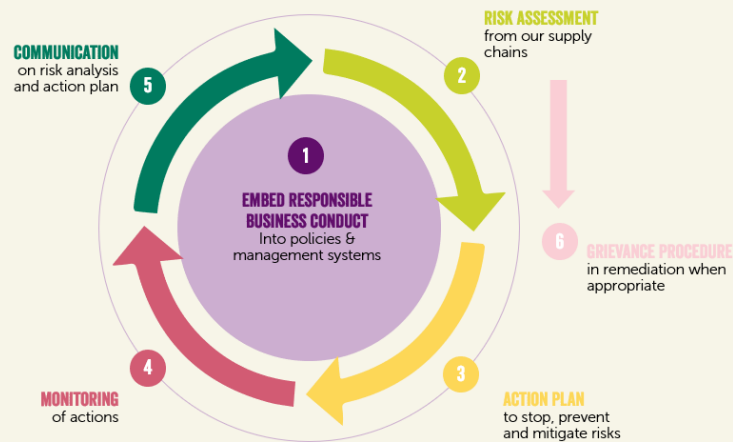 1
EMBED RESPONSIBLE
BUSINESS CONDUCT
Into policies &
management systems
2
RISK ASSESSMENT
from our supply
chains
3
ACTION PLAN
to stop, prevent
and mitigate risks
4
MONITORING
of actions
5
COMMUNICATION
on risk analysis
and action plan
6
GRIEVANCE PROCEDURE
in remediation when
appropriate